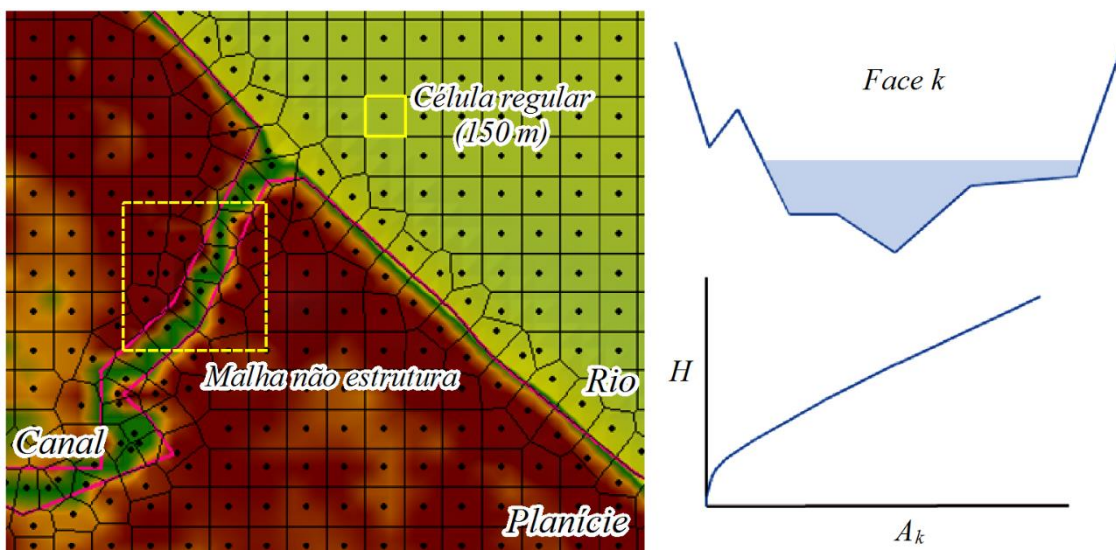 Célula regular
(150 m)
Malha não estrutura
Rio
Canal
Planície
Face k
H
A_k